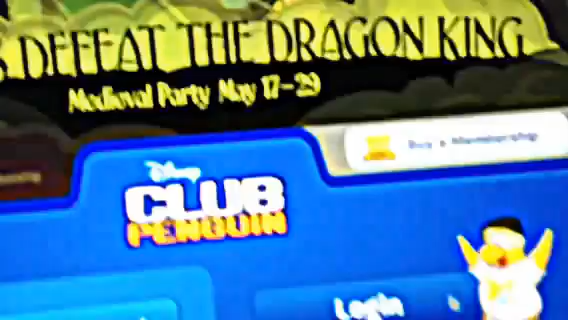 DEFEAT THE DRAGON KING
Medieval Party May 17-29
Buy a Membership
Disney
CLUB
PENGUIN
Login